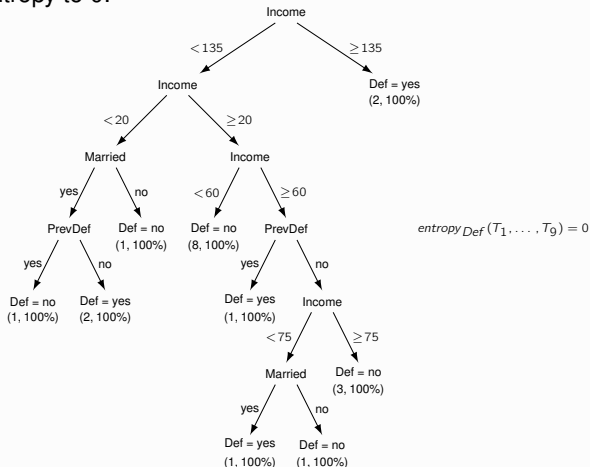 entropy to 0.
Income
<135 ≥135
Income Def = yes
(2, 100%)
<20 ≥20
Married Income
yes no <60 ≥60
PrevDef Def = no Def = no PrevDef
(1, 100%) (8, 100%)
entropy_Def(T_1, . . . , T_9) = 0
yes no yes no
Def = no Def = yes Def = yes Income
(1, 100%) (2, 100%) (1, 100%)
<75 ≥75
Married Def = no
(3, 100%)
yes no
Def = yes Def = no
(1, 100%) (1, 100%)